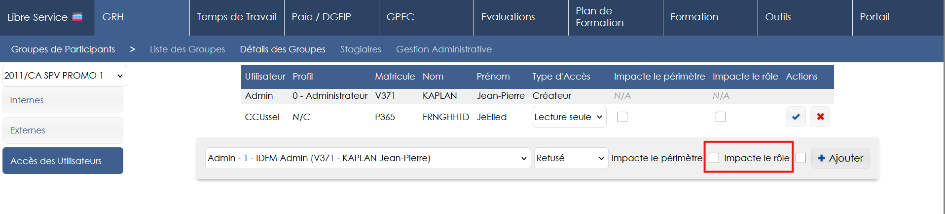 Libre Service GRH Temps de Travail Paie / DGFIP GPEC Evaluations Plan de Formation Formation Outils Portail
Groupes de Participants > Liste des Groupes Détails des Groupes Stagiaires Gestion Administrative
2011/CA SPV PROMO 1
Internes
Externes
Accès des Utilisateurs
Utilisateur Profil Matricule Nom Prénom Type d'Accès Impacte le périmètre Impacte le rôle Actions
Admin 0 - Administrateur V371 KAPLAN Jean-Pierre Créateur N/A N/A
CCUssel N/C P365 FRNGHHTD JeElled Lecture seule
Admin - 1 - IDEM Admin (V371 - KAPLAN Jean-Pierre) Refusé Impacte le périmètre Impacte le rôle + Ajouter